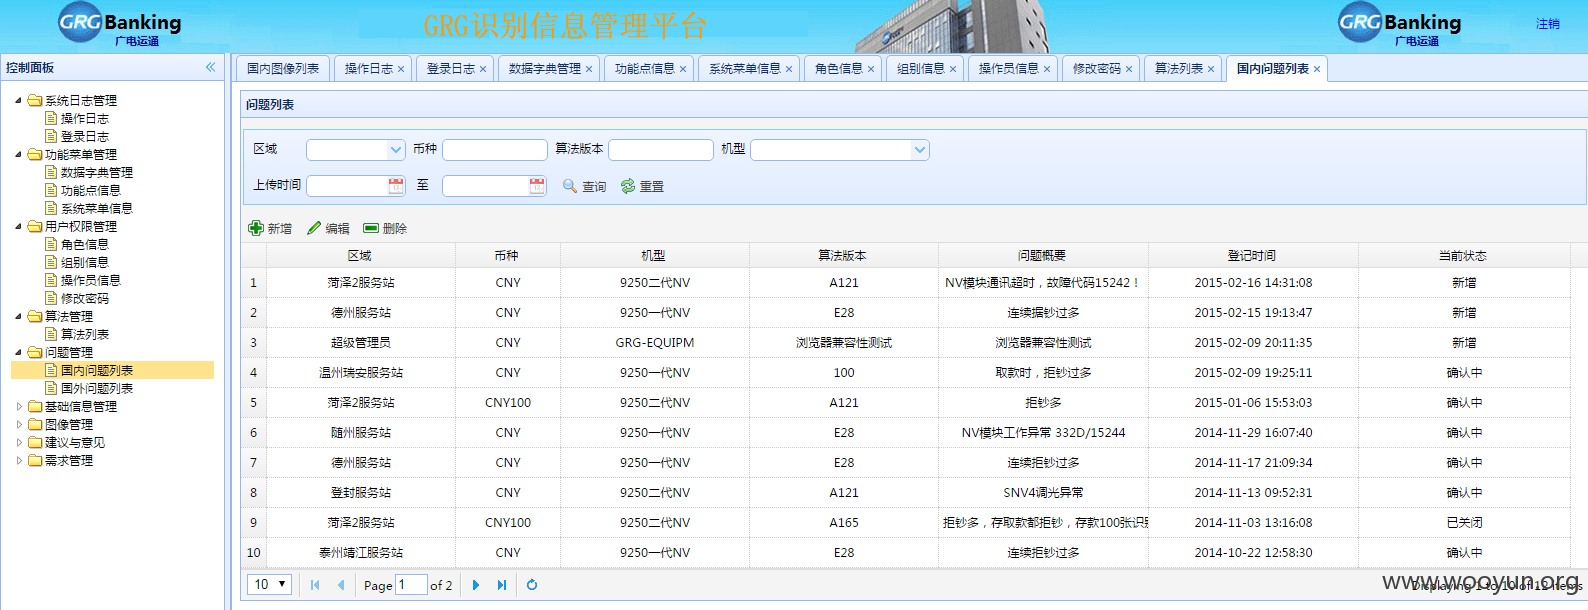 GRG Banking
广电运通
GRG识别信息管理平台
GRG Banking
广电运通
注销
控制面板
国内图像列表 操作日志 登录日志 数据字典管理 功能点信息 系统菜单信息 角色信息 组别信息 操作员信息 修改密码 算法列表 国内问题列表
系统日志管理
操作日志
登录日志
功能菜单管理
数据字典管理
功能点信息
系统菜单信息
用户权限管理
角色信息
组别信息
操作员信息
修改密码
算法管理
算法列表
问题管理
国内问题列表
国外问题列表
基础信息管理
图像管理
建议与意见
需求管理
问题列表
区域 币种 算法版本 机型
上传时间 至 查询 重置
新增 编辑 删除
区域 币种 机型 算法版本 问题概要 登记时间 当前状态
1 菏泽2服务站 CNY 9250二代NV A121 NV模块通讯超时，故障代码15242！ 2015-02-16 14:31:08 新增
2 德州服务站 CNY 9250一代NV E28 连续据钞过多 2015-02-15 19:13:47 新增
3 超级管理员 CNY GRG-EQUIPM 浏览器兼容性测试 浏览器兼容性测试 2015-02-09 20:11:35 新增
4 温州瑞安服务站 CNY 9250一代NV 100 取款时，拒钞过多 2015-02-09 19:25:11 确认中
5 菏泽2服务站 CNY100 9250二代NV A121 拒钞多 2015-01-06 15:53:03 确认中
6 随州服务站 CNY 9250一代NV E28 NV模块工作异常 332D/15244 2014-11-29 16:07:40 确认中
7 德州服务站 CNY 9250一代NV E28 连续拒钞过多 2014-11-17 21:09:34 确认中
8 登封服务站 CNY 9250二代NV A121 SNV4调光异常 2014-11-13 09:52:31 确认中
9 菏泽2服务站 CNY100 9250二代NV A165 拒钞多，存取款都拒钞，存款100张识别 2014-11-03 13:16:08 已关闭
10 泰州靖江服务站 CNY 9250一代NV E28 连续拒钞过多 2014-10-22 12:58:30 确认中
10 Page 1 of 2 Displaying 1 to 10 of 12 items
www.wooyun.org